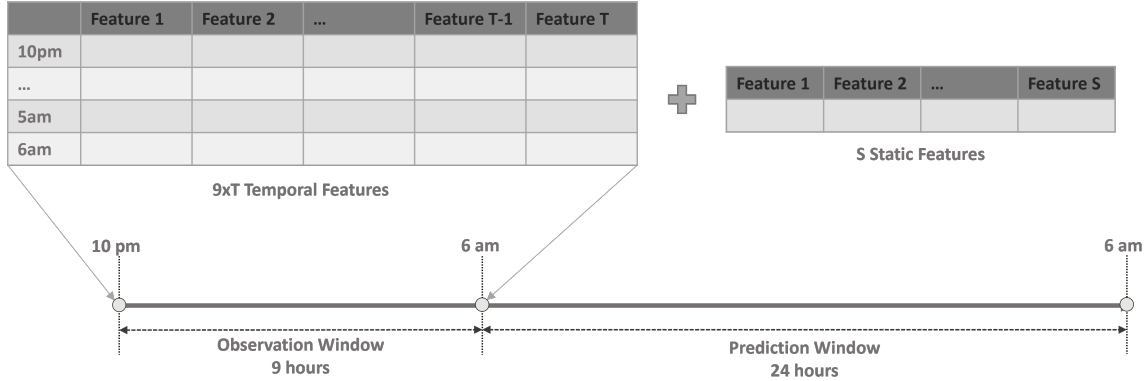 Feature 1 Feature 2 ... Feature T-1 Feature T
10pm
...
5am
6am
9xT Temporal Features
Feature 1 Feature 2 ... Feature S
S Static Features
10 pm 6 am 6 am
Observation Window
9 hours
Prediction Window
24 hours